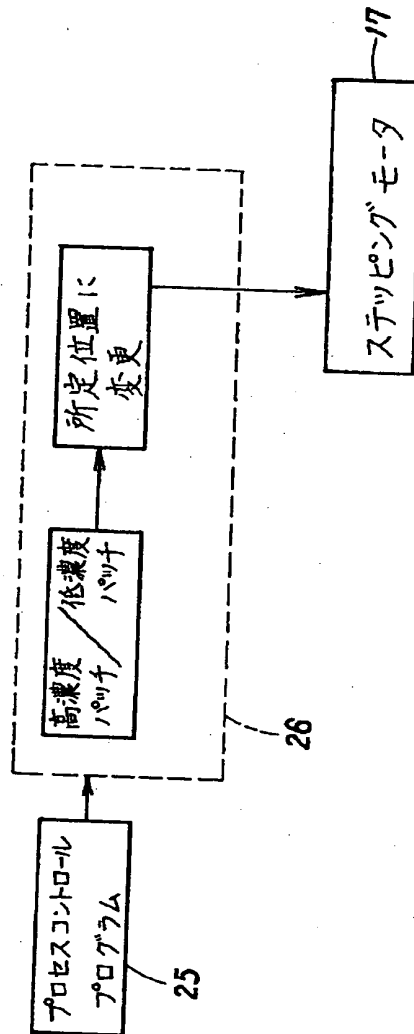 プロセスコントロール
プログラム
25
高濃度
パッチ
／
低濃度
パッチ
所定位置に
変更
26
ステッピングモータ
17